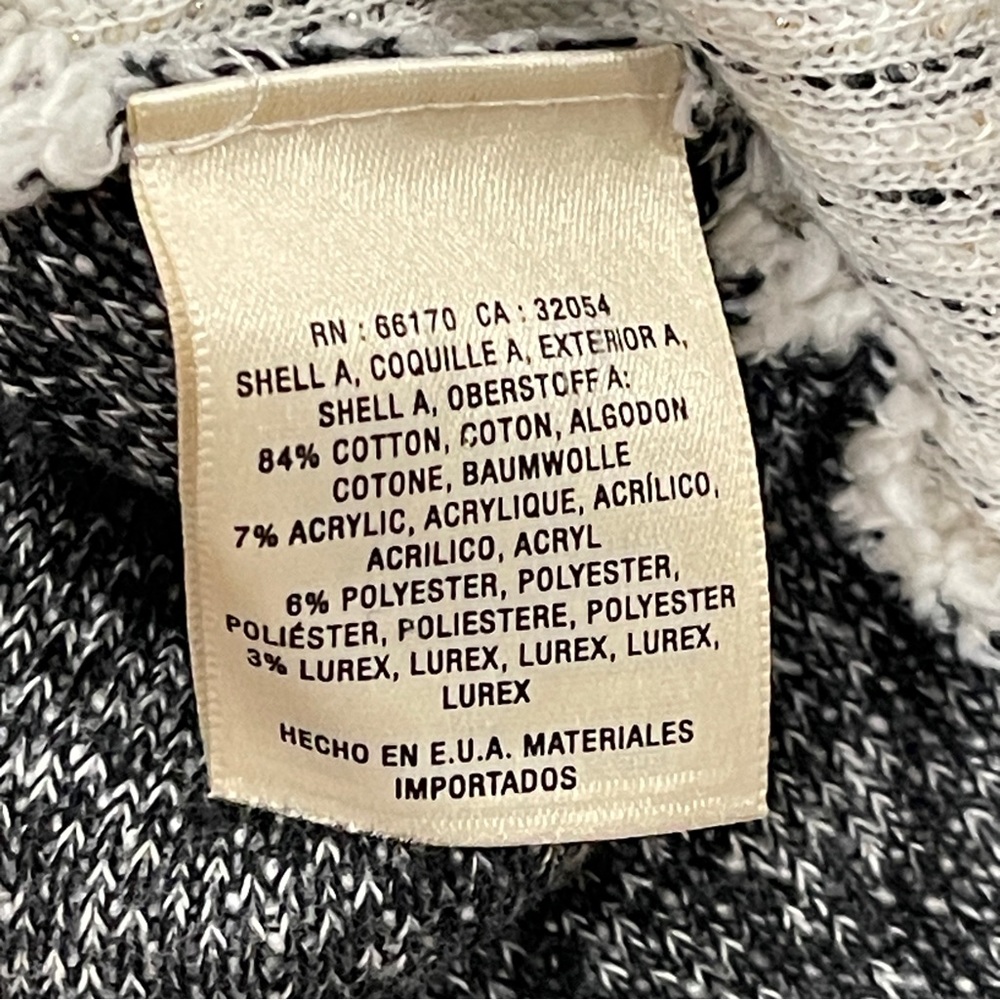 RN : 66170 CA : 32054
SHELL A, COQUILLE A, EXTERIOR A,
SHELL A, OBERSTOFF A:
84% COTTON, COTON, ALGODON
COTONE, BAUMWOLLE
7% ACRYLIC, ACRYLIQUE, ACRÍLICO,
ACRILICO, ACRYL
6% POLYESTER, POLYESTER,
POLIÉSTER, POLIESTERE, POLYESTER
3% LUREX, LUREX, LUREX, LUREX,
LUREX
HECHO EN E.U.A. MATERIALES
IMPORTADOS